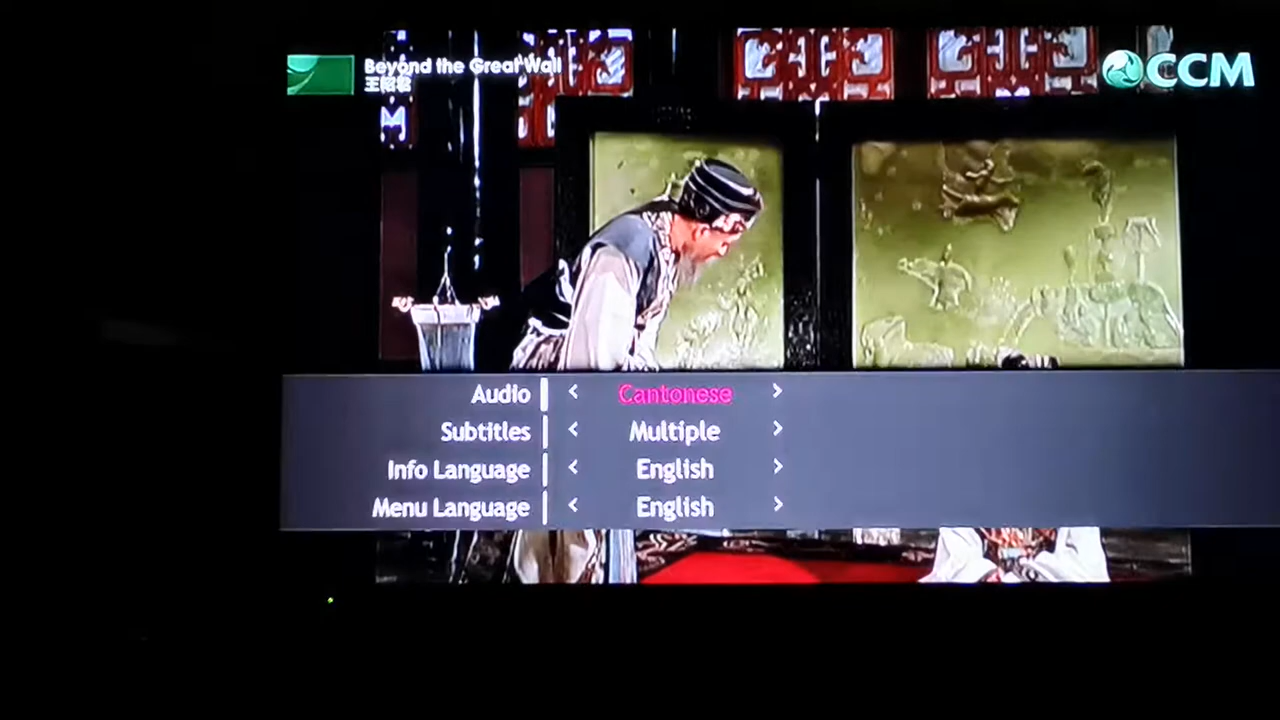 Beyond the Great Wall
王昭君
CCM
Audio < Cantonese >
Subtitles < Multiple >
Info Language < English >
Menu Language < English >